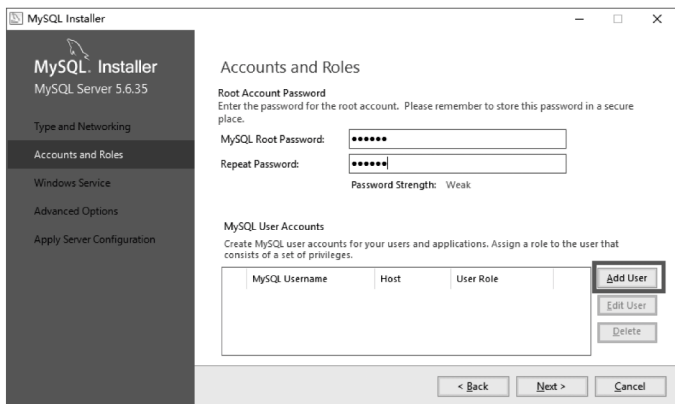 MySQL Installer
MySQL. Installer
MySQL Server 5.6.35
Type and Networking
Accounts and Roles
Windows Service
Advanced Options
Apply Server Configuration
Accounts and Roles
Root Account Password
Enter the password for the root account. Please remember to store this password in a secure
place.
MySQL Root Password: ••••••
Repeat Password: ••••••
Password Strength: Weak
MySQL User Accounts
Create MySQL user accounts for your users and applications. Assign a role to the user that
consists of a set of privileges.
MySQL Username Host User Role
Add User
Edit User
Delete
< Back Next > Cancel